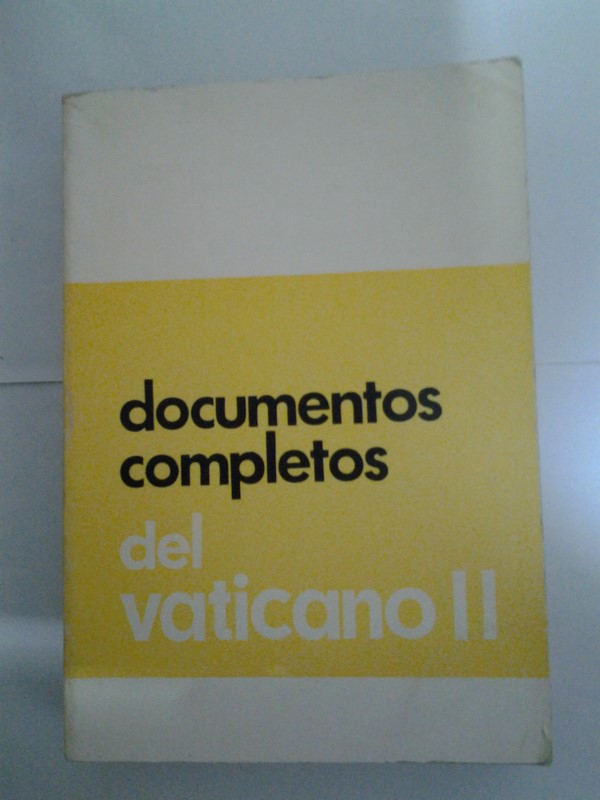 documentos
completos
del
vaticano II